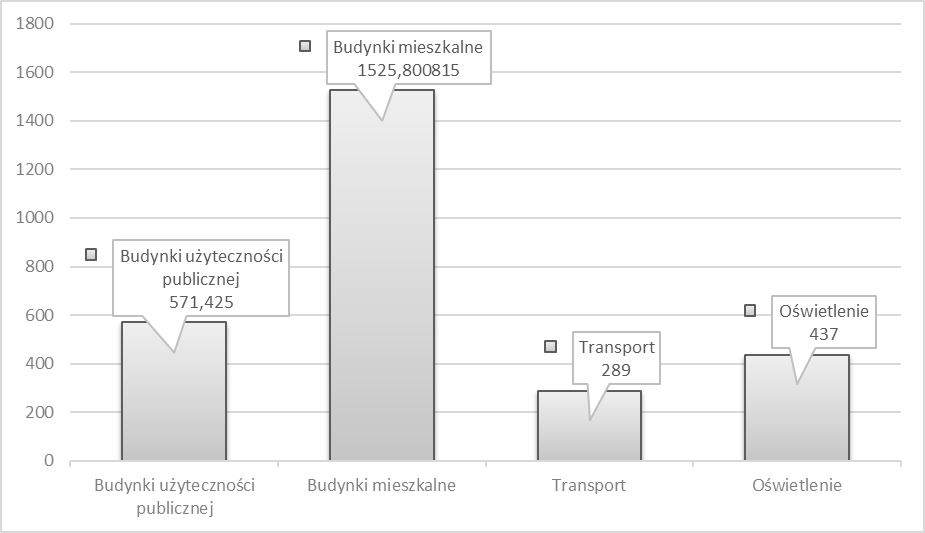 1800
1600
1400
1200
1000
800
600
400
200
0
Budynki użyteczności
publicznej
571,425
Budynki mieszkalne
1525,800815
Transport
289
Oświetlenie
437
Budynki użyteczności
publicznej
Budynki mieszkalne
Transport
Oświetlenie